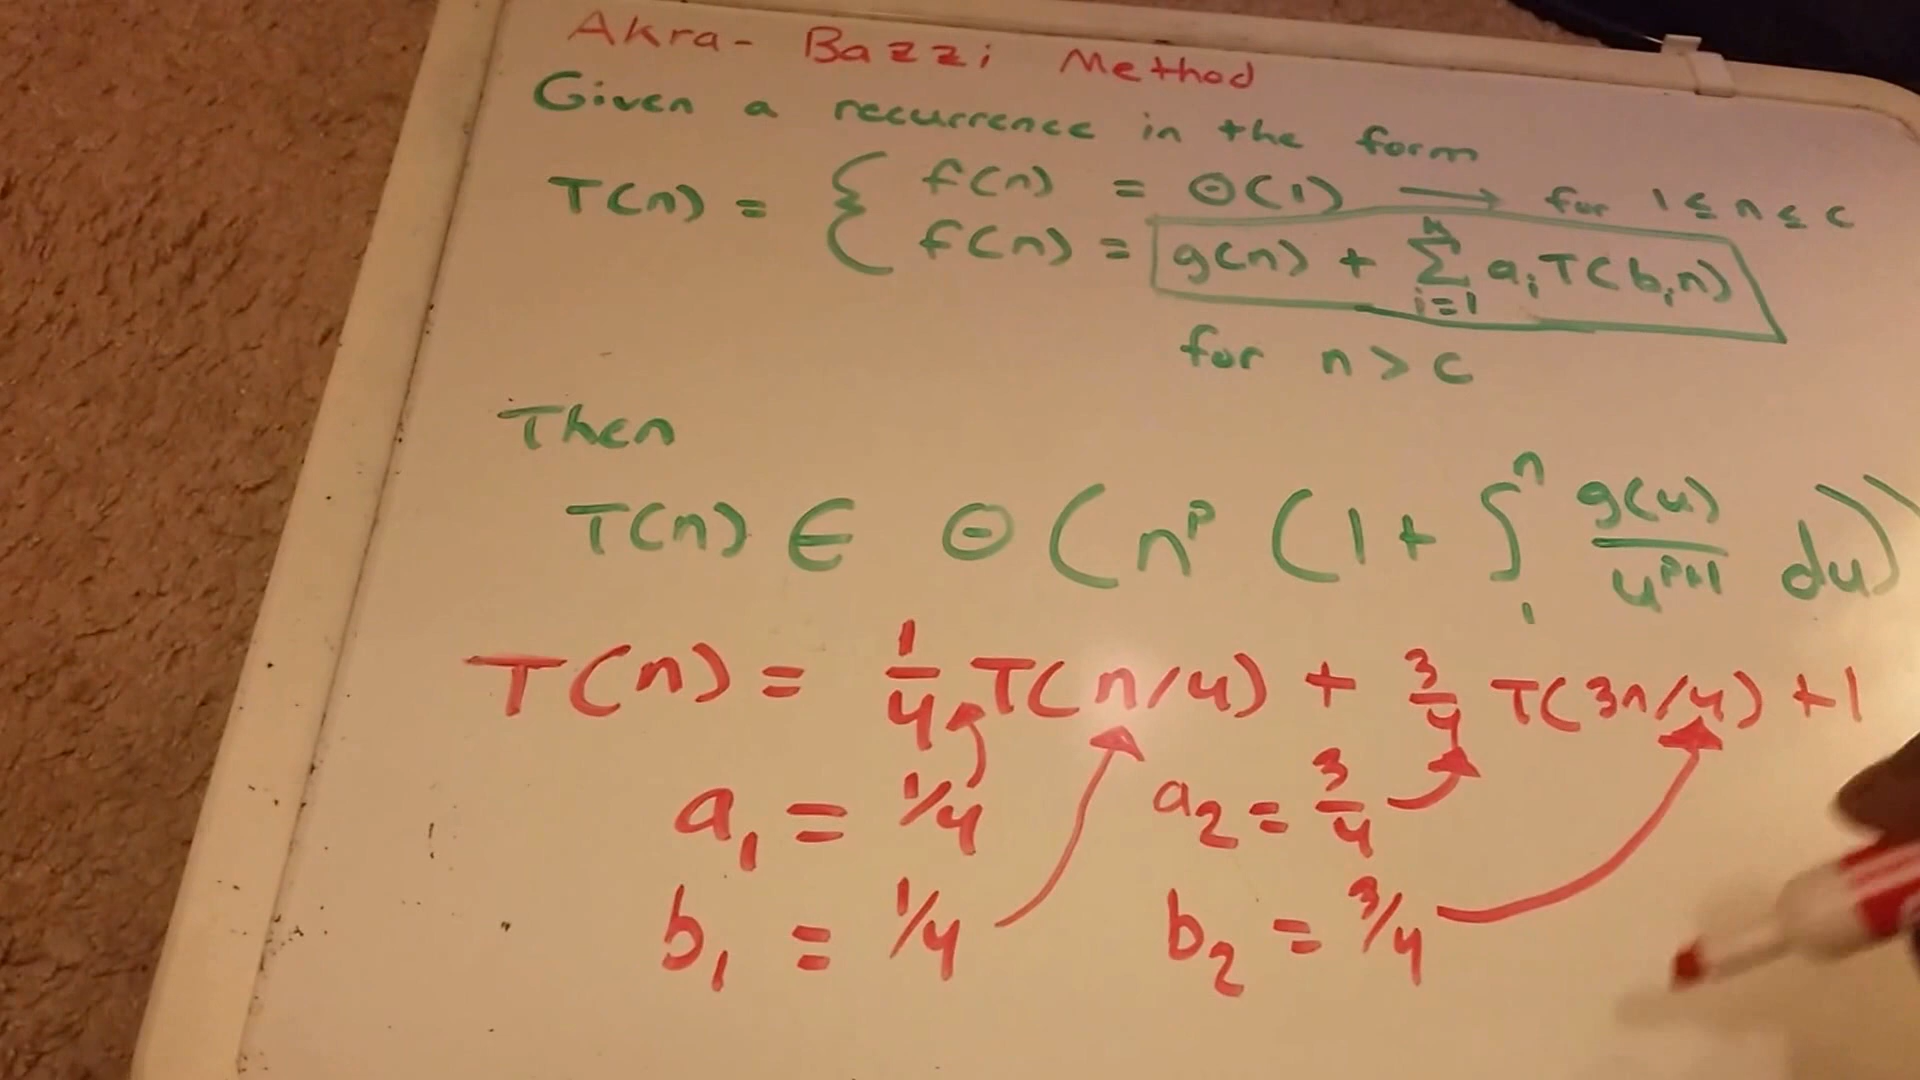 Akra-Bazzi Method
Given a recurrence in the form
T(n) = { f(n) = Θ(1) → for 1 ≤ n ≤ c
f(n) = g(n) + Σ_{i=1}^{k} a_i T(b_i n)
for n > c
Then
T(n) ∈ Θ(n^p (1 + ∫_1^n g(u)/u^{p+1} du))
T(n) = 1/4 T(n/4) + 3/4 T(3n/4) + 1
a_1 = 1/4 a_2 = 3/4
b_1 = 1/4 b_2 = 3/4